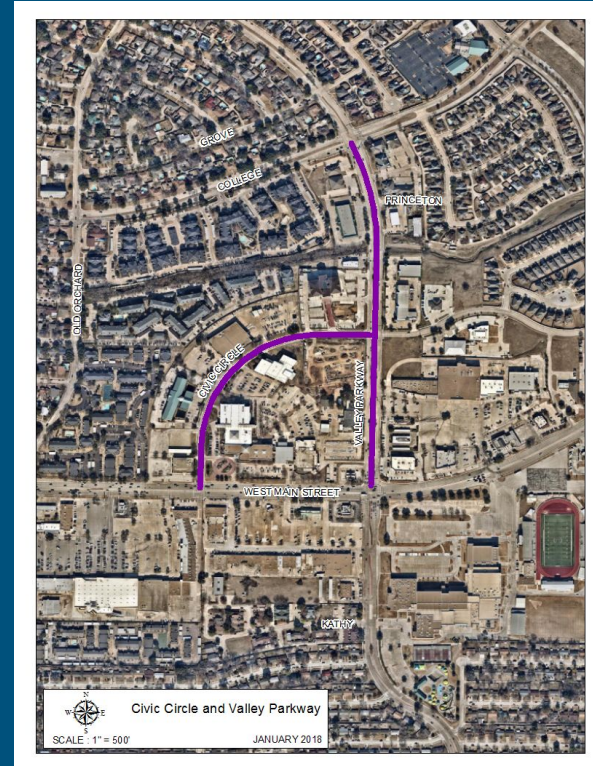 GROVE
COLLEGE
PRINCETON
OLD ORCHARD
CIVIC CIRCLE
VALLEY PARKWAY
WEST MAIN STREET
KATHY
N
W E
S
Civic Circle and Valley Parkway
SCALE : 1" = 500' JANUARY 2018